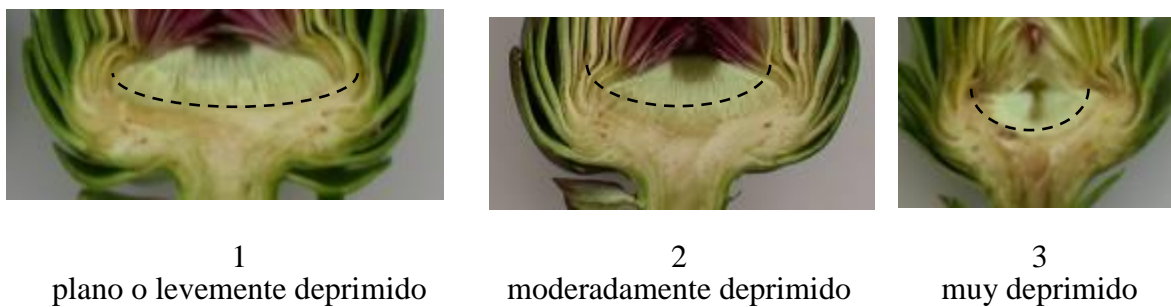 1
plano o levemente deprimido
2
moderadamente deprimido
3
muy deprimido